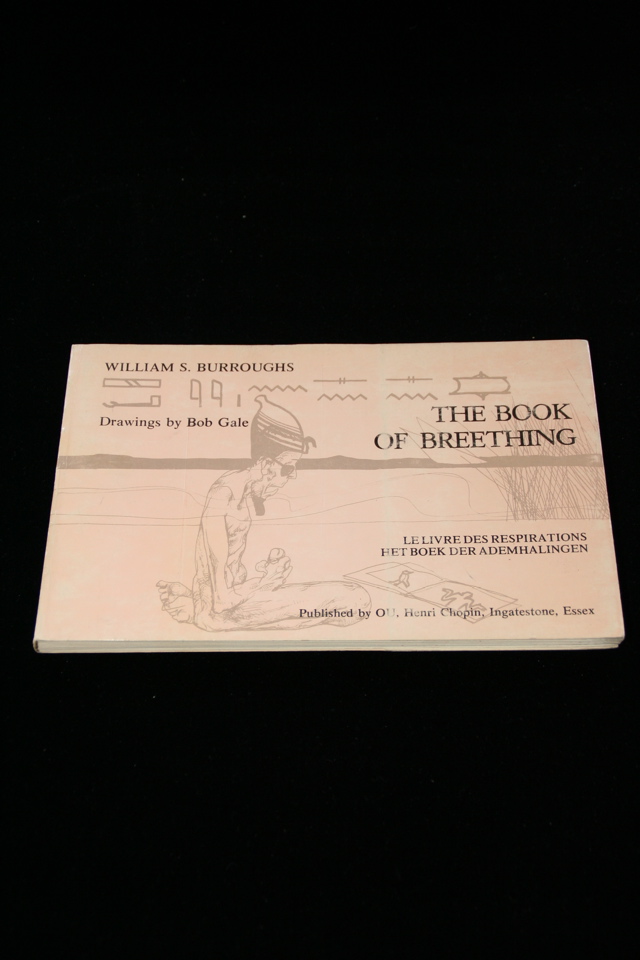 WILLIAM S. BURROUGHS
Drawings by Bob Gale
THE BOOK
OF BREETHING
LE LIVRE DES RESPIRATIONS
HET BOEK DER ADEMHALINGEN
Published by OU, Henri Chopin, Ingatestone, Essex